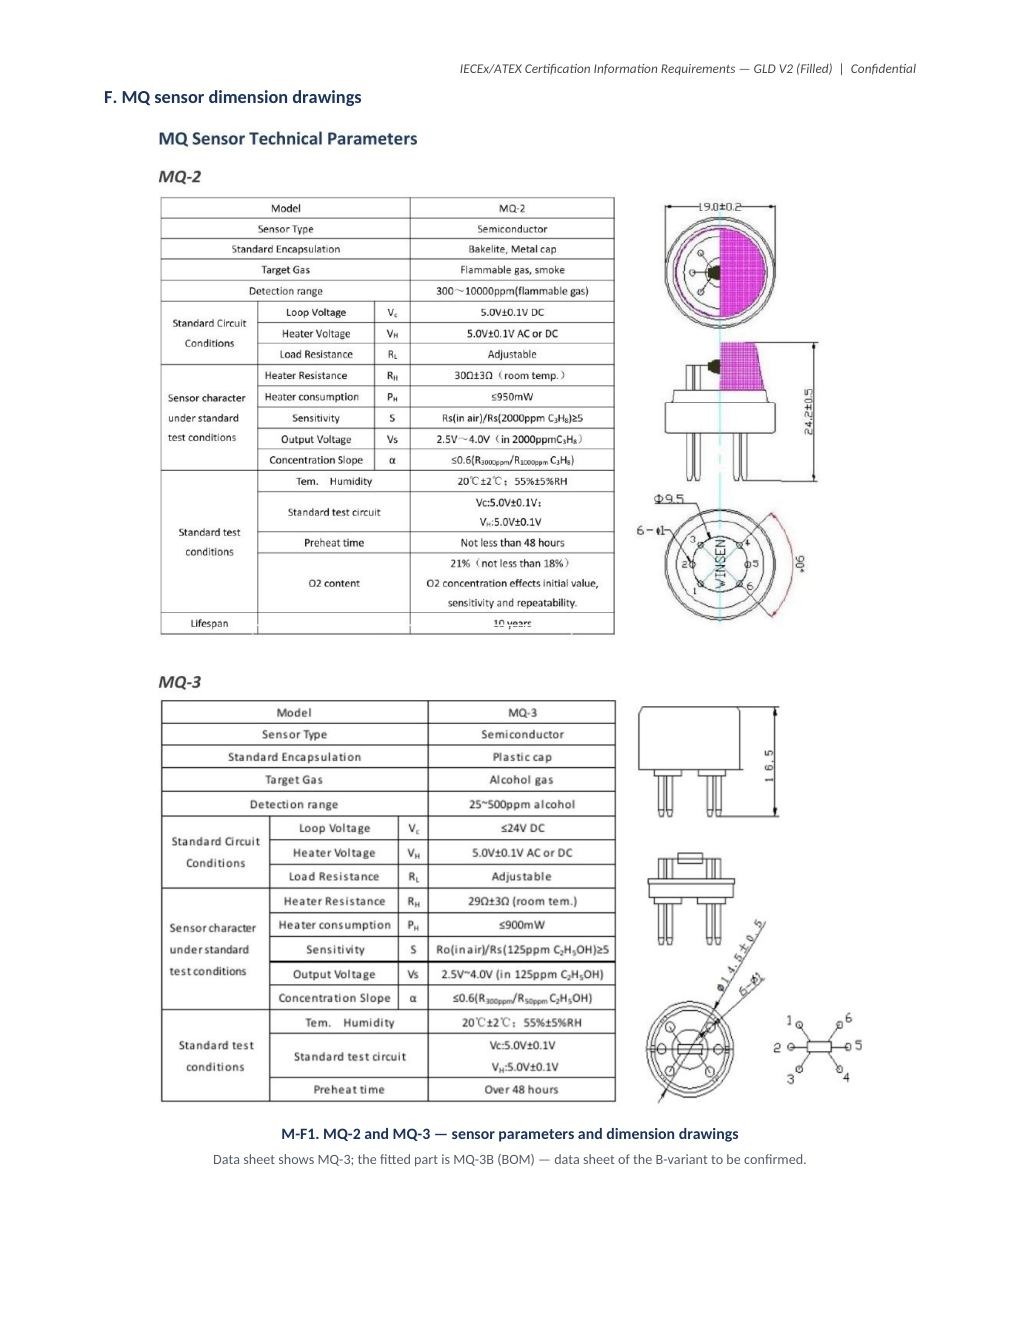 IECEx/ATEX Certification Information Requirements — GLD V2 (Filled) | Confidential
F. MQ sensor dimension drawings
MQ Sensor Technical Parameters
MQ-2
Model MQ-2
Sensor Type Semiconductor
Standard Encapsulation Bakelite, Metal cap
Target Gas Flammable gas, smoke
Detection range 300～10000ppm(flammable gas)
Standard Circuit Conditions
Loop Voltage Vc 5.0V±0.1V DC
Heater Voltage VH 5.0V±0.1V AC or DC
Load Resistance RL Adjustable
Sensor character under standard test conditions
Heater Resistance RH 30Ω±3Ω（room temp.）
Heater consumption PH ≤950mW
Sensitivity S Rs(in air)/Rs(2000ppm C3H8)≥5
Output Voltage Vs 2.5V～4.0V（in 2000ppmC3H8）
Concentration Slope α ≤0.6(R3000ppm/R1000ppm C3H8)
Standard test conditions
Tem. Humidity 20℃±2℃；55%±5%RH
Standard test circuit Vc:5.0V±0.1V；
VH:5.0V±0.1V
Preheat time Not less than 48 hours
O2 content 21%（not less than 18%）
O2 concentration effects initial value,
sensitivity and repeatability.
Lifespan 10 years
19.0±0.2
24.2±0.5
Φ9.5
6-ϕ1
3
4
2
5
1
6
WINSEN
90°
MQ-3
Model MQ-3
Sensor Type Semiconductor
Standard Encapsulation Plastic cap
Target Gas Alcohol gas
Detection range 25~500ppm alcohol
Standard Circuit Conditions
Loop Voltage Vc ≤24V DC
Heater Voltage VH 5.0V±0.1V AC or DC
Load Resistance RL Adjustable
Sensor character under standard test conditions
Heater Resistance RH 29Ω±3Ω (room tem.)
Heater consumption PH ≤900mW
Sensitivity S Ro(in air)/Rs(125ppm C2H5OH)≥5
Output Voltage Vs 2.5V~4.0V (in 125ppm C2H5OH)
Concentration Slope α ≤0.6(R300ppm/R50ppm C2H5OH)
Standard test conditions
Tem. Humidity 20℃±2℃；55%±5%RH
Standard test circuit Vc:5.0V±0.1V
VH:5.0V±0.1V
Preheat time Over 48 hours
16.5
ϕ14.5±0.5
6-ϕ1
1
6
2
5
3
4
M-F1. MQ-2 and MQ-3 — sensor parameters and dimension drawings
Data sheet shows MQ-3; the fitted part is MQ-3B (BOM) — data sheet of the B-variant to be confirmed.